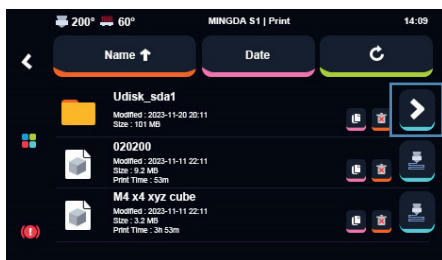 200° 60° MINGDA S1 | Print 14:09
Name Date
Udisk_sda1
Modified : 2023-11-20 20:11
Size : 101 MB
020200
Modified : 2023-11-11 22:11
Size : 9.2 MB
Print Time : 53m
M4 x4 xyz cube
Modified : 2023-11-11 22:11
Size : 3.2 MB
Print Time : 3h 53m